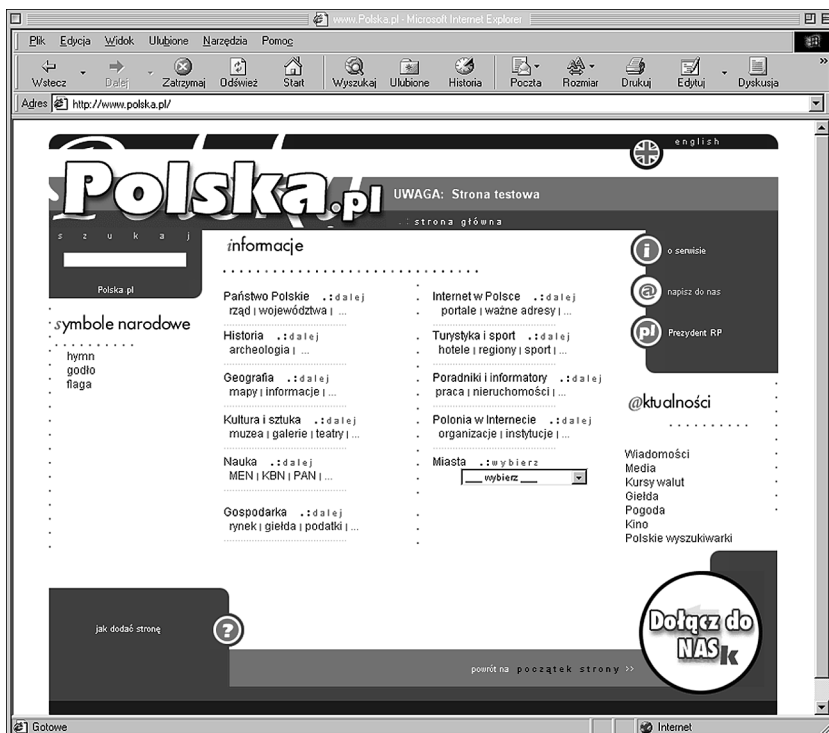 www.Polska.pl - Microsoft Internet Explorer
Plik Edycja Widok Ulubione Narzędzia Pomoc
Wstecz Dalej Zatrzymaj Odśwież Start Wyszukaj Ulubione Historia Poczta Rozmiar Drukuj Edytuj Dyskusja
Adres http://www.polska.pl/
english
Polska.pl
UWAGA: Strona testowa
.: strona główna
szukaj
Polska.pl
symbole narodowe
hymn
godło
flaga
informacje
Państwo Polskie .:dalej
rząd | województwa | ...
Historia .:dalej
archeologia | ...
Geografia .:dalej
mapy | informacje | ...
Kultura i sztuka .:dalej
muzea | galerie | teatry | ...
Nauka .:dalej
MEN | KBN | PAN | ...
Gospodarka .:dalej
rynek | giełda | podatki | ...
Internet w Polsce .:dalej
portale | ważne adresy | ...
Turystyka i sport .:dalej
hotele | regiony | sport | ...
Poradniki i informatory .:dalej
praca | nieruchomości | ...
Polonia w Internecie .:dalej
organizacje | instytucje | ...
Miasta .:wybierz
___ wybierz ___
i o serwisie
@ napisz do nas
pl Prezydent RP
@ktualności
Wiadomości
Media
Kursy walut
Giełda
Pogoda
Kino
Polskie wyszukiwarki
jak dodać stronę ?
Dołącz do
NAS k
powrót na początek strony >>
Gotowe Internet